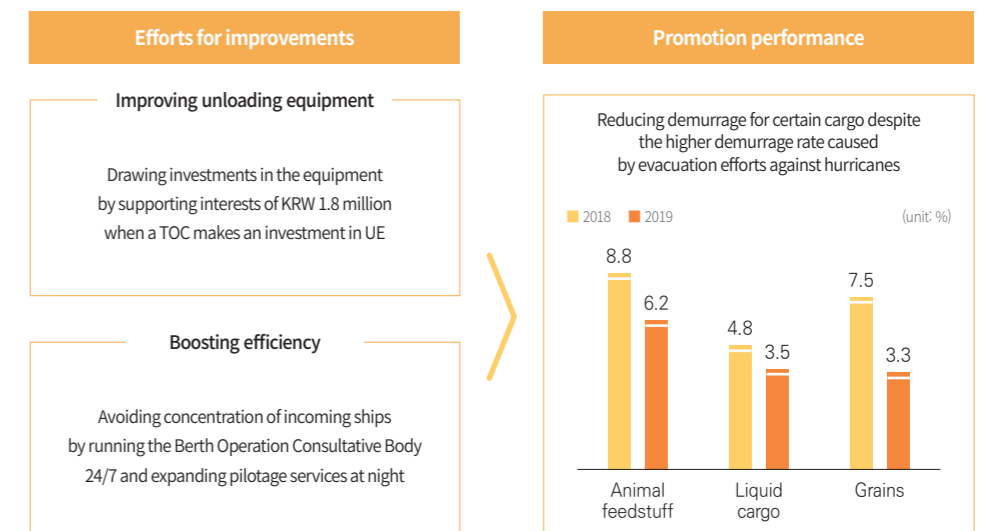 Efforts for improvements
Improving unloading equipment
Drawing investments in the equipment
by supporting interests of KRW 1.8 million
when a TOC makes an investment in UE
Boosting efficiency
Avoiding concentration of incoming ships
by running the Berth Operation Consultative Body
24/7 and expanding pilotage services at night
Promotion performance
Reducing demurrage for certain cargo despite
the higher demurrage rate caused
by evacuation efforts against hurricanes
2018 2019 (unit: %)
8.8
6.2
4.8
3.5
7.5
3.3
Animal
feedstuff
Liquid
cargo
Grains